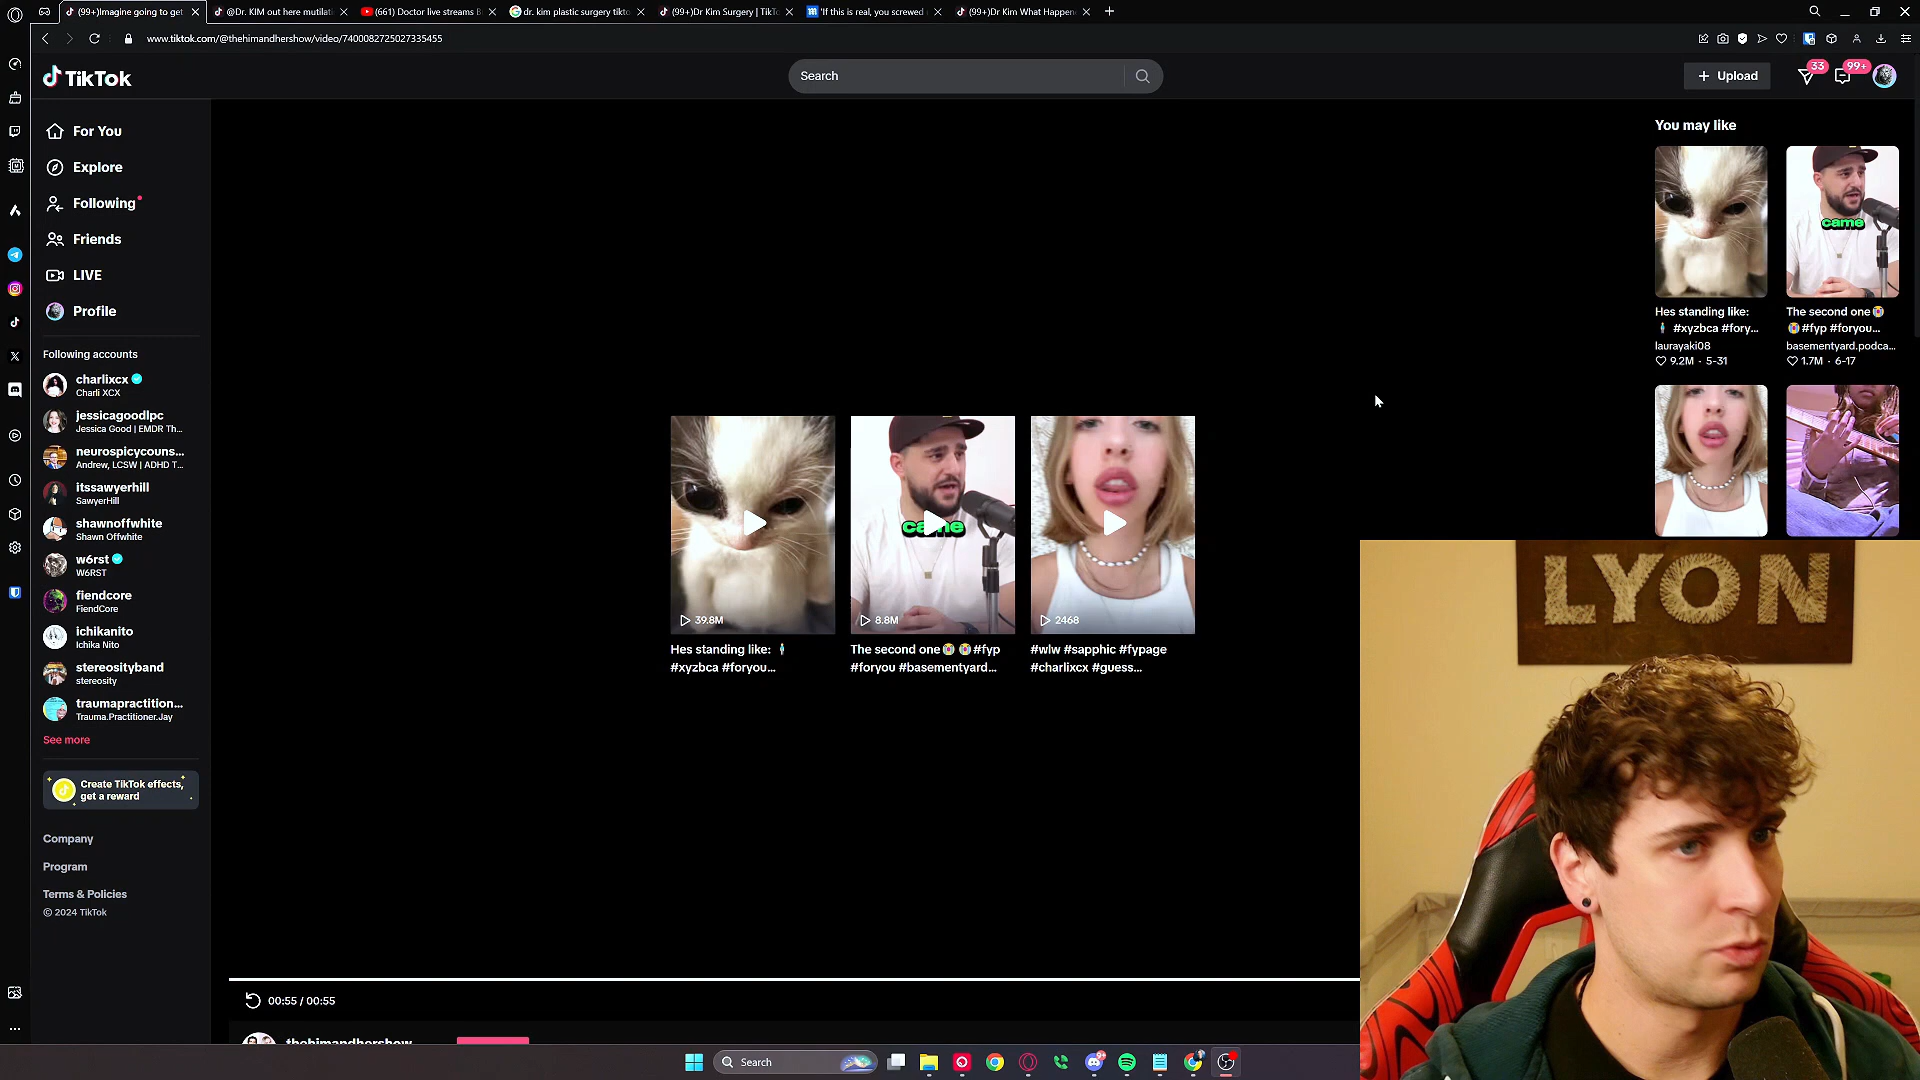 (99+)Imagine going to get
@Dr. KIM out here mutilati
(661) Doctor live streams B
dr. kim plastic surgery tikto
(99+)Dr Kim Surgery | TikT
'If this is real, you screwed
(99+)Dr Kim What Happen
www.tiktok.com/@thehimandhershow/video/7400082725027335455
TikTok
Search
Upload
33
99+
For You
Explore
Following
Friends
LIVE
Profile
Following accounts
charlixcx
Charli XCX
jessicagoodlpc
Jessica Good | EMDR Th...
neurospicycouns...
Andrew, LCSW | ADHD T...
itssawyerhill
SawyerHill
shawnoffwhite
Shawn Offwhite
w6rst
W6RST
fiendcore
FiendCore
ichikanito
Ichika Nito
stereosityband
stereosity
traumapractition...
Trauma.Practitioner.Jay
See more
Create TikTok effects,
get a reward
Company
Program
Terms & Policies
© 2024 TikTok
came
39.8M
8.8M
2468
Hes standing like: 🧍
#xyzbca #foryou...
The second one😭😭#fyp
#foryou #basementyard...
#wlw #sapphic #fypage
#charlixcx #guess...
00:55 / 00:55
thehimandhershow
You may like
came
Hes standing like:
🧍 #xyzbca #fory...
laurayaki08
9.2M · 5-31
The second one😭
😭#fyp #foryou...
basementyard.podca...
1.7M · 6-17
LYON
Search